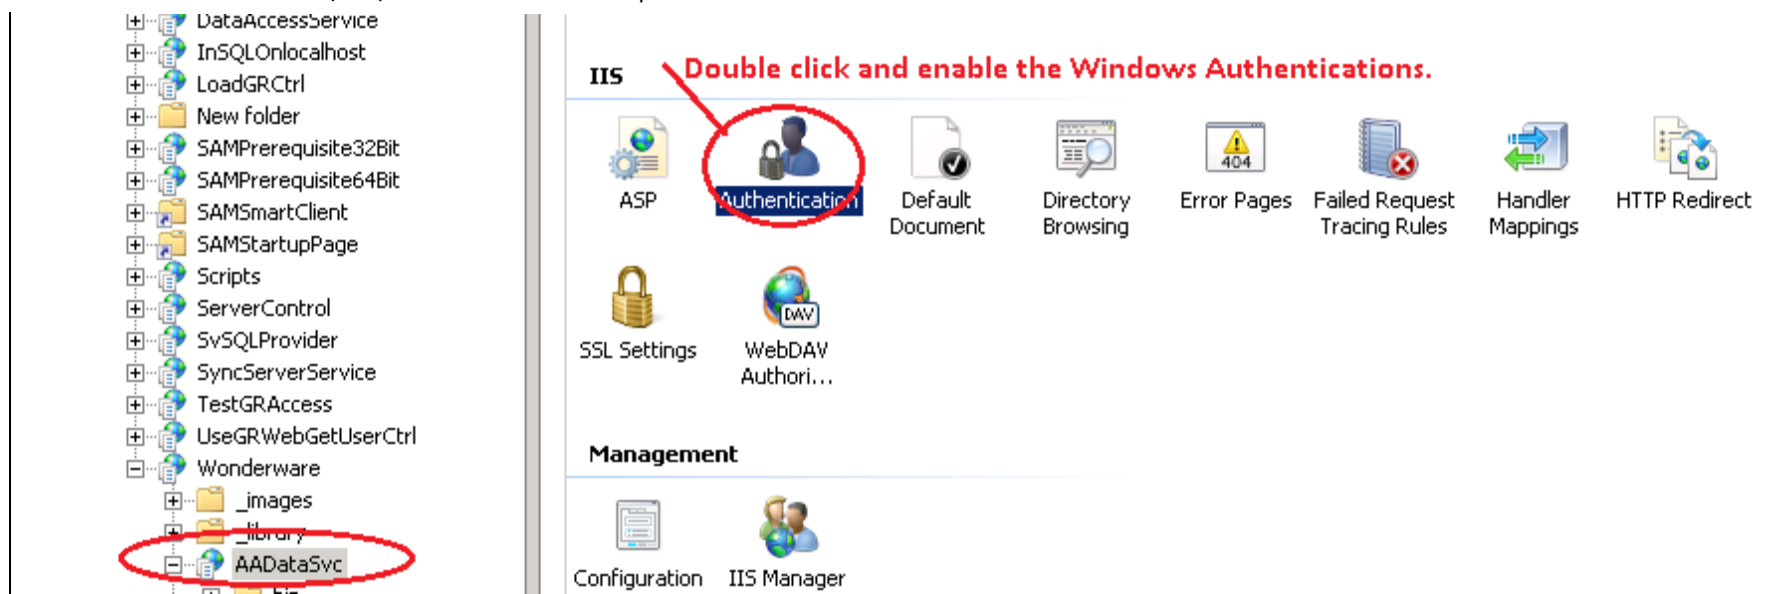 DataAccessService
InSQLOnlocalhost
LoadGRCtrl
New folder
SAMPrerequisite32Bit
SAMPrerequisite64Bit
SAMSmartClient
SAMStartupPage
Scripts
ServerControl
SvSQLProvider
SyncServerService
TestGRAccess
UseGRWebGetUserCtrl
Wonderware
_images
_library
AADataSvc
bin
IIS
Double click and enable the Windows Authentications.
ASP
Authentication
Default
Document
Directory
Browsing
404
Error Pages
Failed Request
Tracing Rules
Handler
Mappings
HTTP Redirect
SSL Settings
DAV
WebDAV
Authori...
Management
Configuration
IIS Manager